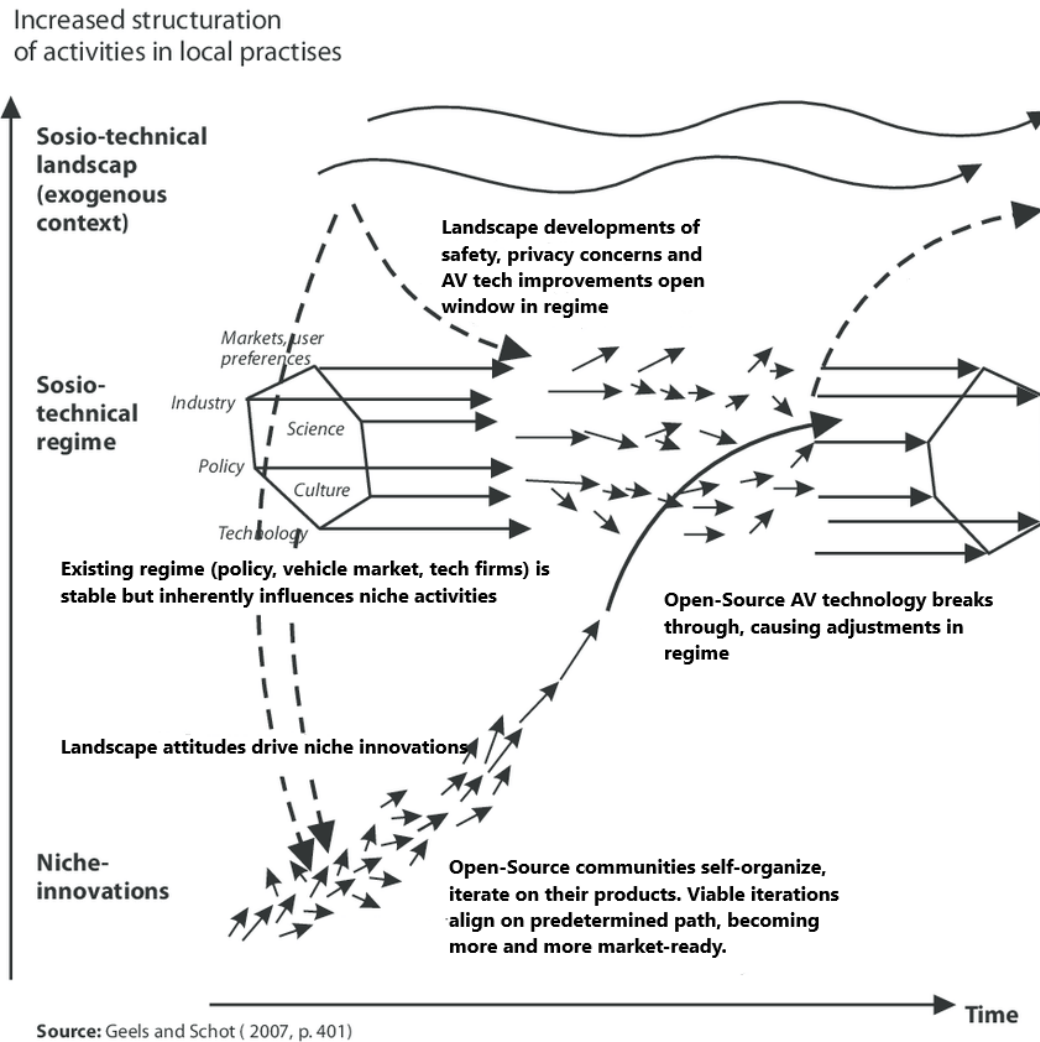 Increased structuration
of activities in local practises
Sosio-technical
landscap
(exogenous
context)
Landscape developments of
safety, privacy concerns and
AV tech improvements open
window in regime
Markets, user
preferences
Sosio-
technical
regime
Industry
Science
Policy
Culture
Technology
Existing regime (policy, vehicle market, tech firms) is
stable but inherently influences niche activities
Open-Source AV technology breaks
through, causing adjustments in
regime
Landscape attitudes drive niche innovations
Niche-
innovations
Open-Source communities self-organize,
iterate on their products. Viable iterations
align on predetermined path, becoming
more and more market-ready.
Time
Source: Geels and Schot ( 2007, p. 401)